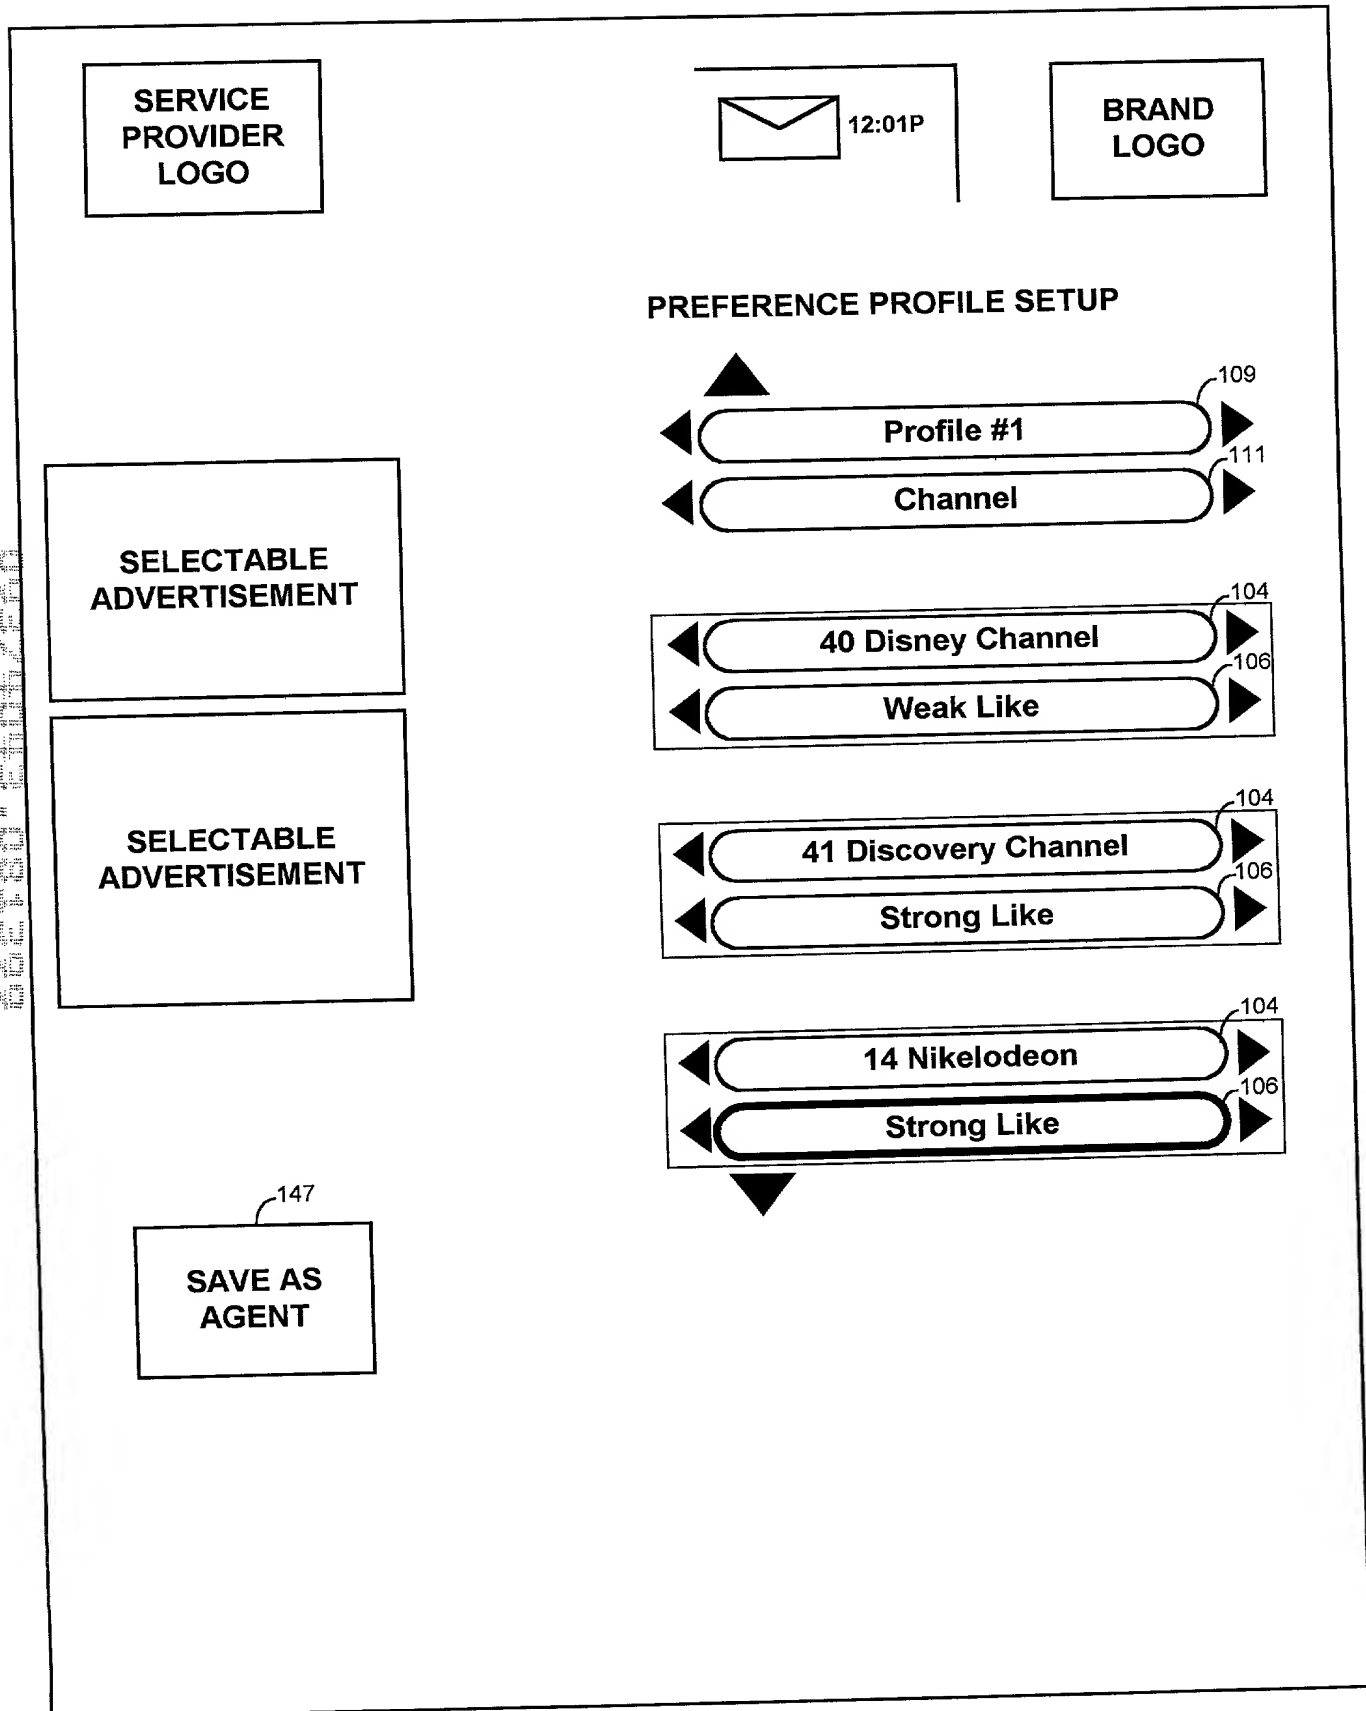 SERVICE
PROVIDER
LOGO
12:01P
BRAND
LOGO
PREFERENCE PROFILE SETUP
109
Profile #1
111
Channel
SELECTABLE
ADVERTISEMENT
104
40 Disney Channel
106
Weak Like
SELECTABLE
ADVERTISEMENT
104
41 Discovery Channel
106
Strong Like
104
14 Nikelodeon
106
Strong Like
147
SAVE AS
AGENT